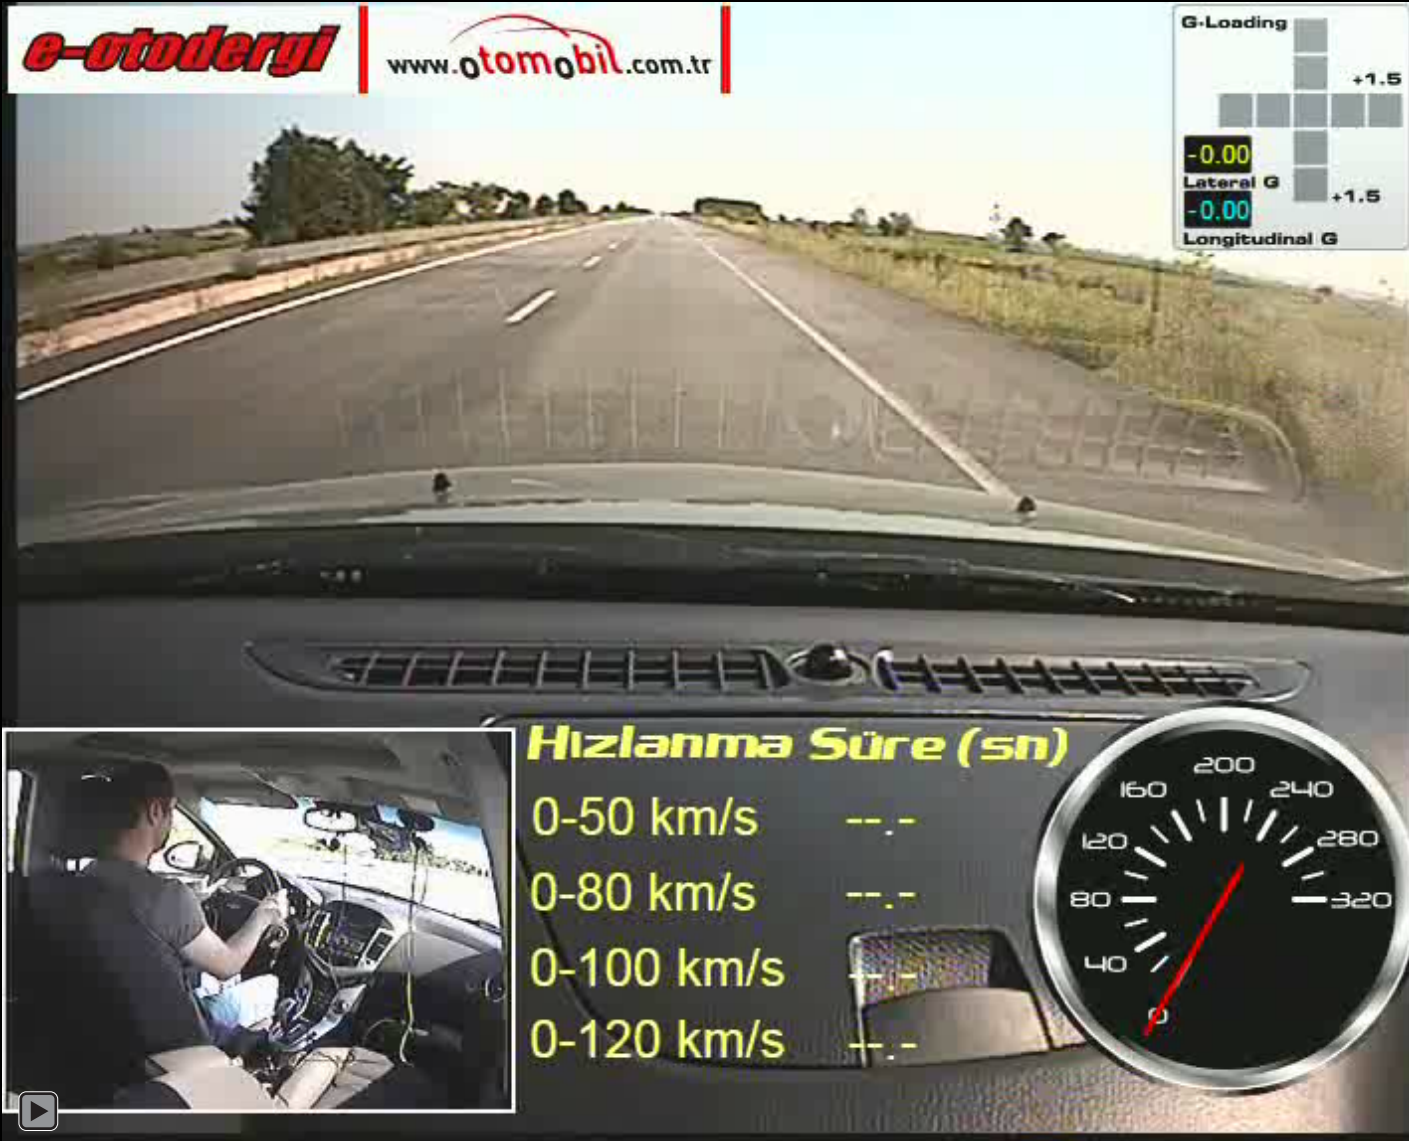 e-otodergi
www.otomobil.com.tr
G-Loading
+1.5
-0.00
Lateral G
+1.5
-0.00
Longitudinal G
Hızlanma Süre (sn)
0-50 km/s --.-
0-80 km/s --.-
0-100 km/s --.-
0-120 km/s --.-
200
160 240
120 280
80 320
40
0